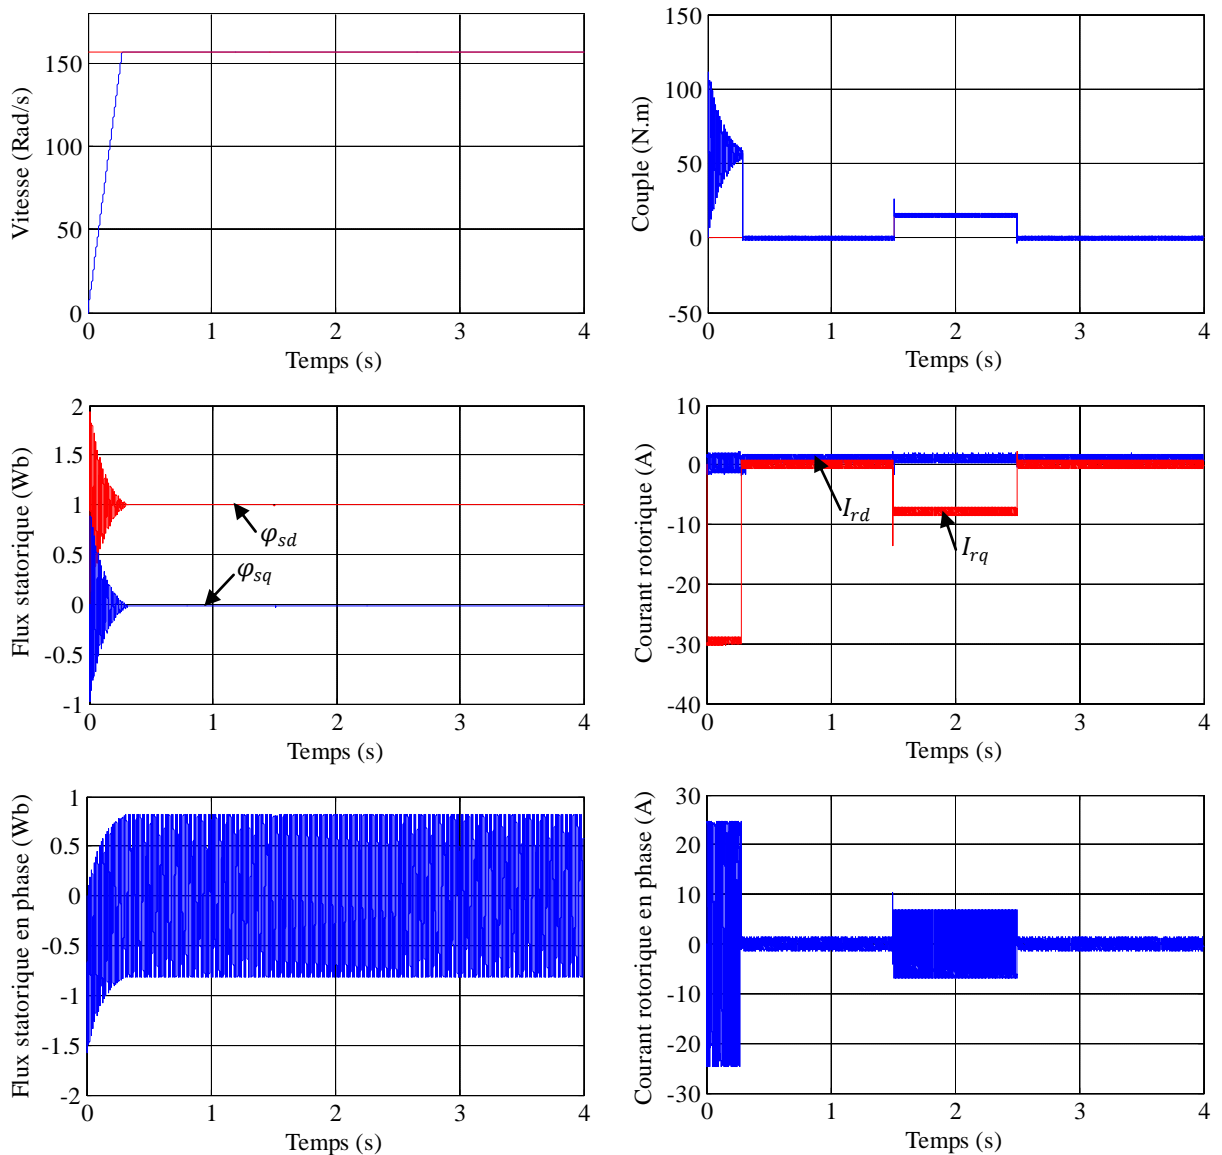 Vitesse (Rad/s)
150
100
50
0
0 1 2 3 4
Temps (s)
Couple (N.m)
150
100
50
0
-50
0 1 2 3 4
Temps (s)
Flux statorique (Wb)
2
1.5
1
0.5
0
-0.5
-1
φsd
φsq
0 1 2 3 4
Temps (s)
Courant rotorique (A)
10
0
-10
-20
-30
-40
Ird
Irq
0 1 2 3 4
Temps (s)
Flux statorique en phase (Wb)
1
0.5
0
-0.5
-1
-1.5
-2
0 1 2 3 4
Temps (s)
Courant rotorique en phase (A)
30
20
10
0
-10
-20
-30
0 1 2 3 4
Temps (s)